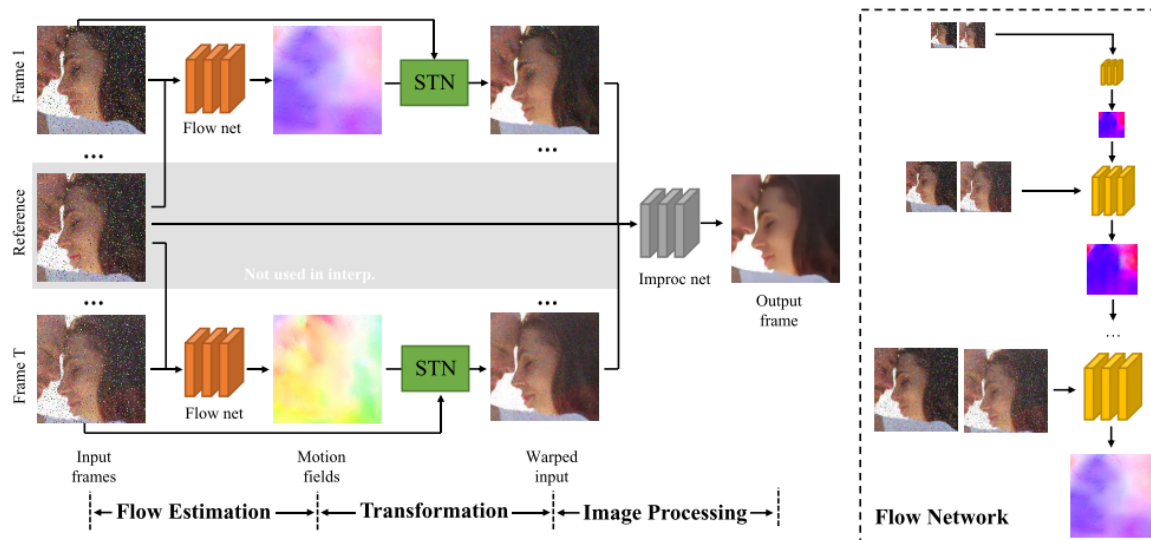 Frame 1
Flow net
STN
...
...
Reference
Not used in interp.
Improc net
Output
frame
...
...
Frame T
Flow net
STN
Input
frames
Motion
fields
Warped
input
Flow Estimation
Transformation
Image Processing
...
Flow Network